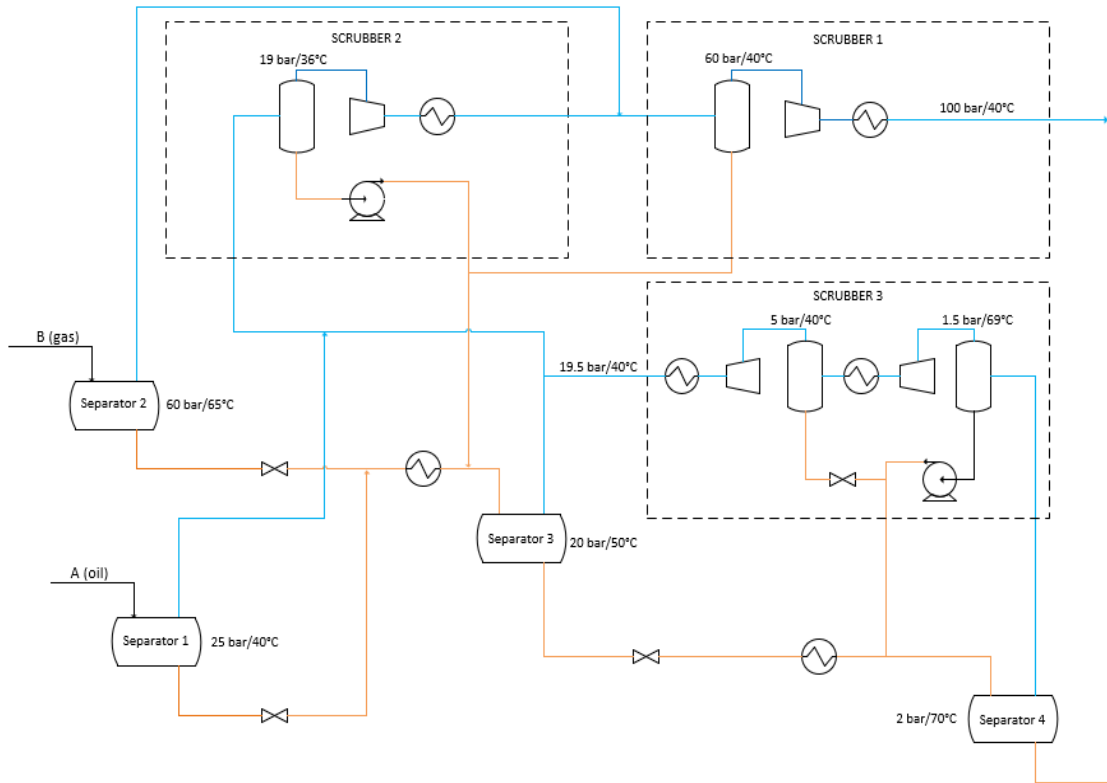 SCRUBBER 2
SCRUBBER 1
19 bar/36°C
60 bar/40°C
100 bar/40°C
SCRUBBER 3
B (gas)
5 bar/40°C
1.5 bar/69°C
19.5 bar/40°C
Separator 2
60 bar/65°C
Separator 3
20 bar/50°C
A (oil)
Separator 1
25 bar/40°C
2 bar/70°C
Separator 4